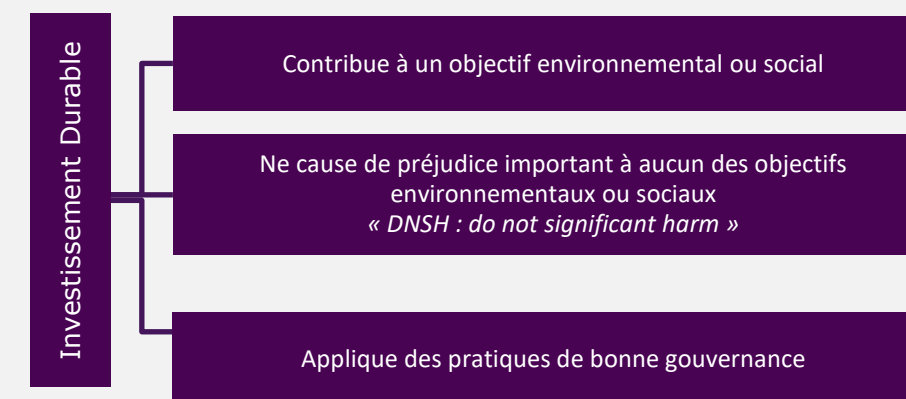 Investissement Durable
Contribue à un objectif environnemental ou social
Ne cause de préjudice important à aucun des objectifs
environnementaux ou sociaux
« DNSH : do not significant harm »
Applique des pratiques de bonne gouvernance